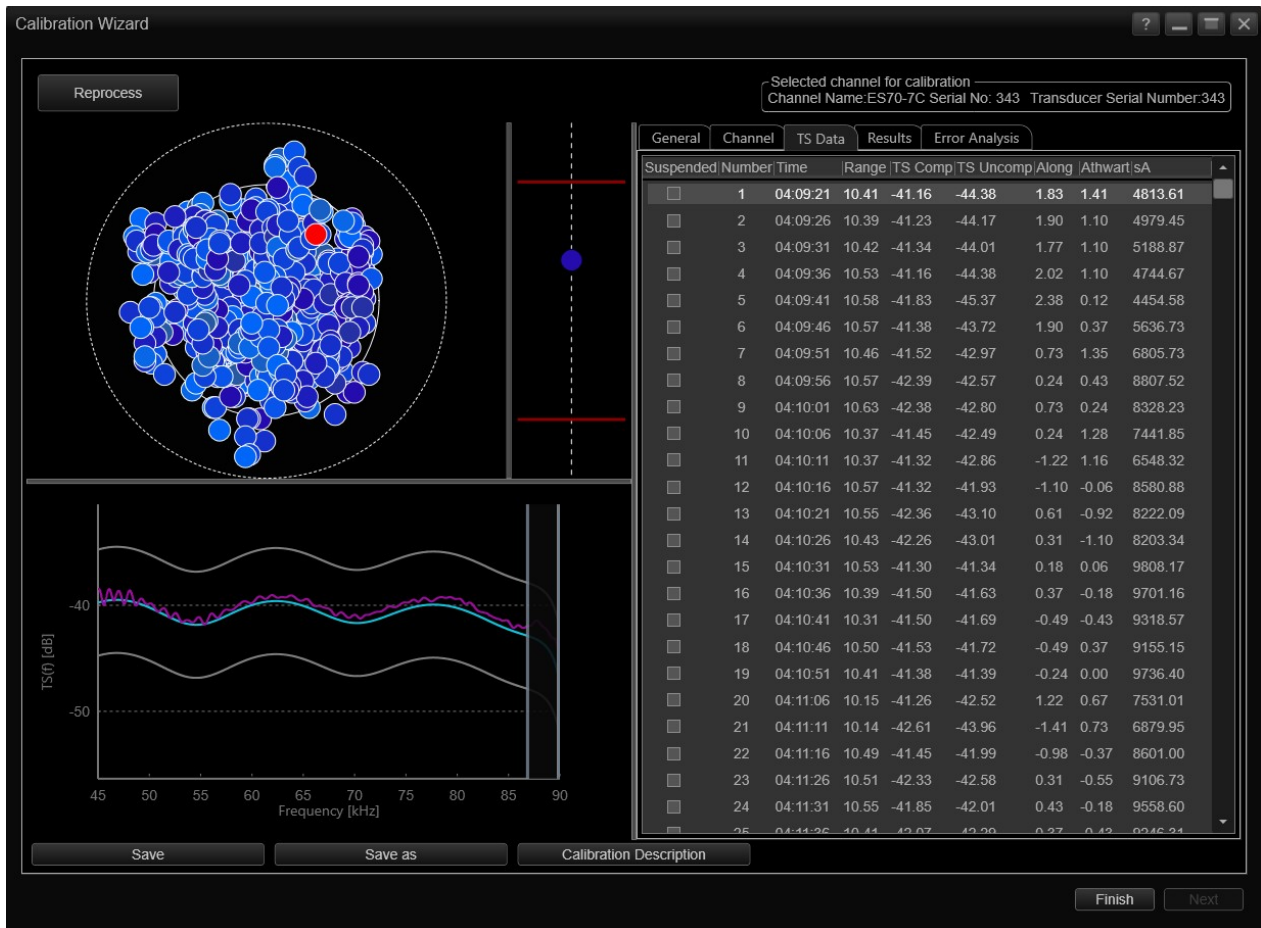 Calibration Wizard
?
Reprocess
Selected channel for calibration
Channel Name:ES70-7C Serial No: 343 Transducer Serial Number:343
General Channel TS Data Results Error Analysis
Suspended Number Time Range TS Comp TS Uncomp Along Athwart sA
1 04:09:21 10.41 -41.16 -44.38 1.83 1.41 4813.61
2 04:09:26 10.39 -41.23 -44.17 1.90 1.10 4979.45
3 04:09:31 10.42 -41.34 -44.01 1.77 1.10 5188.87
4 04:09:36 10.53 -41.16 -44.38 2.02 1.10 4744.67
5 04:09:41 10.58 -41.83 -45.37 2.38 0.12 4454.58
6 04:09:46 10.57 -41.38 -43.72 1.90 0.37 5636.73
7 04:09:51 10.46 -41.52 -42.97 0.73 1.35 6805.73
8 04:09:56 10.57 -42.39 -42.57 0.24 0.43 8807.52
9 04:10:01 10.63 -42.38 -42.80 0.73 0.24 8328.23
10 04:10:06 10.37 -41.45 -42.49 0.24 1.28 7441.85
11 04:10:11 10.37 -41.32 -42.86 -1.22 1.16 6548.32
12 04:10:16 10.57 -41.32 -41.93 -1.10 -0.06 8580.88
13 04:10:21 10.55 -42.36 -43.10 0.61 -0.92 8222.09
14 04:10:26 10.43 -42.26 -43.01 0.31 -1.10 8203.34
15 04:10:31 10.53 -41.30 -41.34 0.18 0.06 9808.17
16 04:10:36 10.39 -41.50 -41.63 0.37 -0.18 9701.16
17 04:10:41 10.31 -41.50 -41.69 -0.49 -0.43 9318.57
18 04:10:46 10.50 -41.53 -41.72 -0.49 0.37 9155.15
19 04:10:51 10.41 -41.38 -41.39 -0.24 0.00 9736.40
20 04:11:06 10.15 -41.26 -42.52 1.22 0.67 7531.01
21 04:11:11 10.14 -42.61 -43.96 -1.41 0.73 6879.95
22 04:11:16 10.49 -41.45 -41.99 -0.98 -0.37 8601.00
23 04:11:26 10.51 -42.33 -42.58 0.31 -0.55 9106.73
24 04:11:31 10.55 -41.85 -42.01 0.43 -0.18 9558.60
TS(f) [dB]
-40
-50
45 50 55 60 65 70 75 80 85 90
Frequency [kHz]
Save Save as Calibration Description
Finish Next